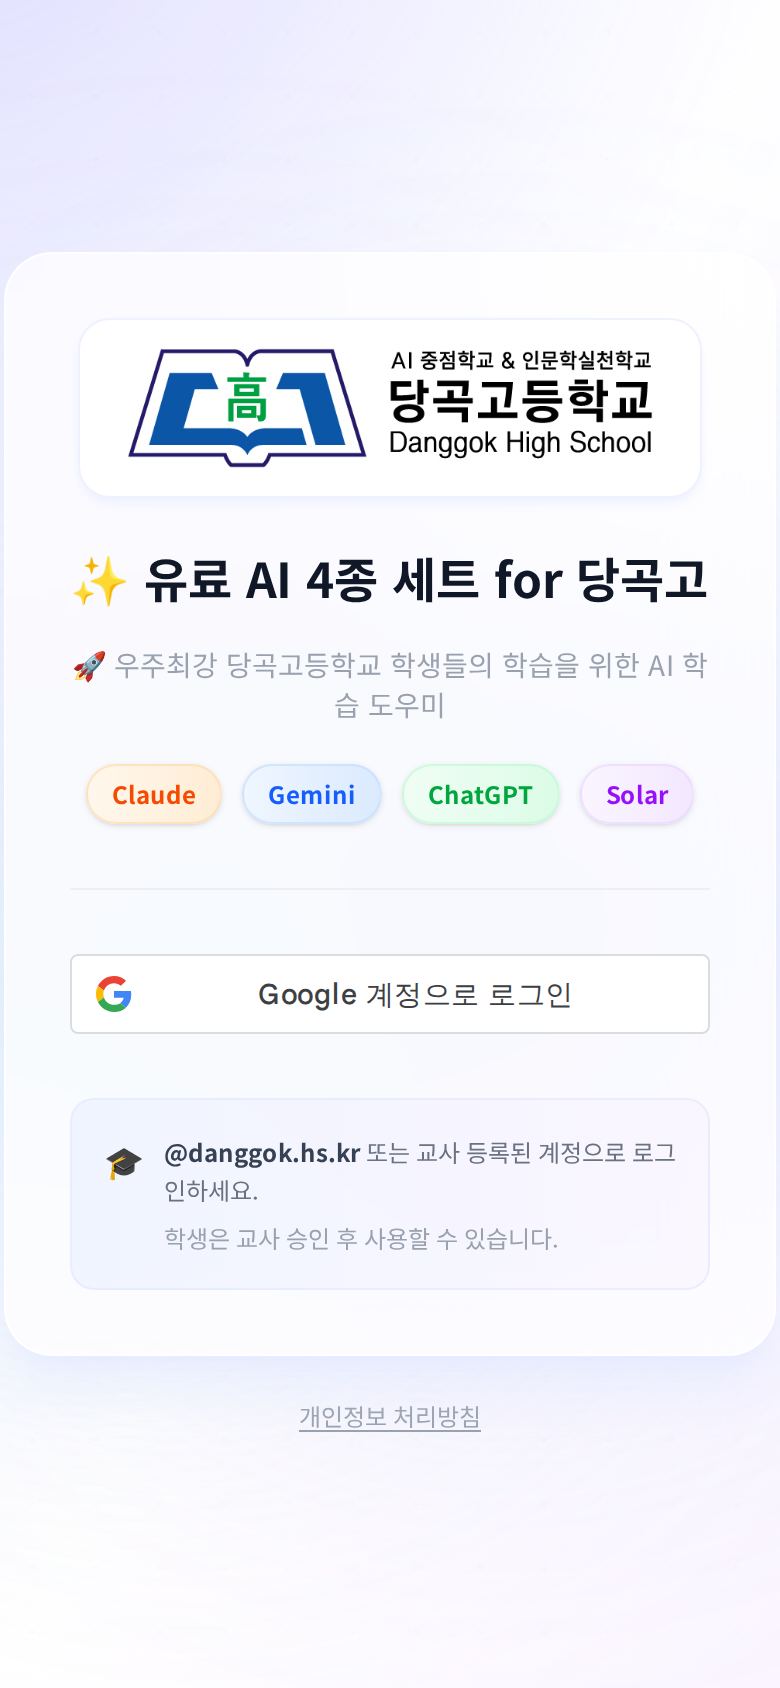 高
AI 중점학교 & 인문학실천학교
당곡고등학교
Danggok High School
✨ 유료 AI 4종 세트 for 당곡고
🚀 우주최강 당곡고등학교 학생들의 학습을 위한 AI 학
습 도우미
Claude Gemini ChatGPT Solar
Google 계정으로 로그인
🎓 @danggok.hs.kr 또는 교사 등록된 계정으로 로그
인하세요.
학생은 교사 승인 후 사용할 수 있습니다.
개인정보 처리방침